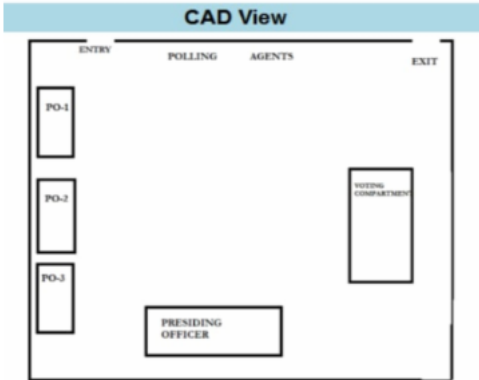 CAD View
ENTRY
POLLING AGENTS
EXIT
PO-1
PO-2
VOTING
COMPARTMENT
PO-3
PRESIDING
OFFICER